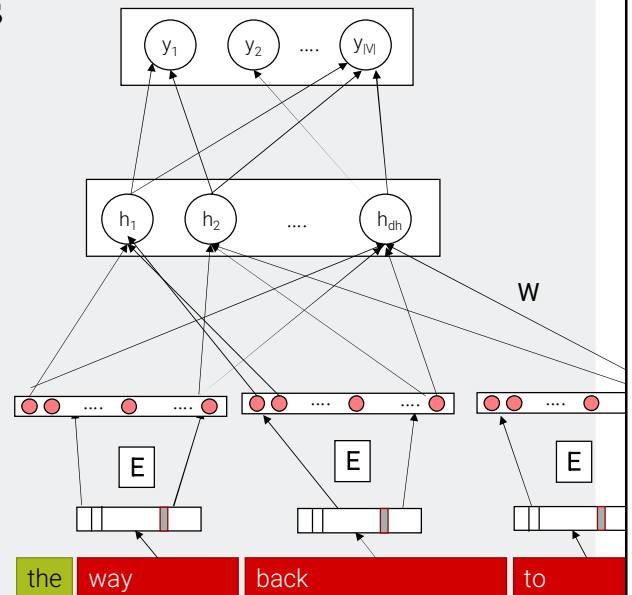 s
y1 y2 .... y|V|
h1 h2 .... hdh
W
.... .... .... .... ....
E E E
the way back to